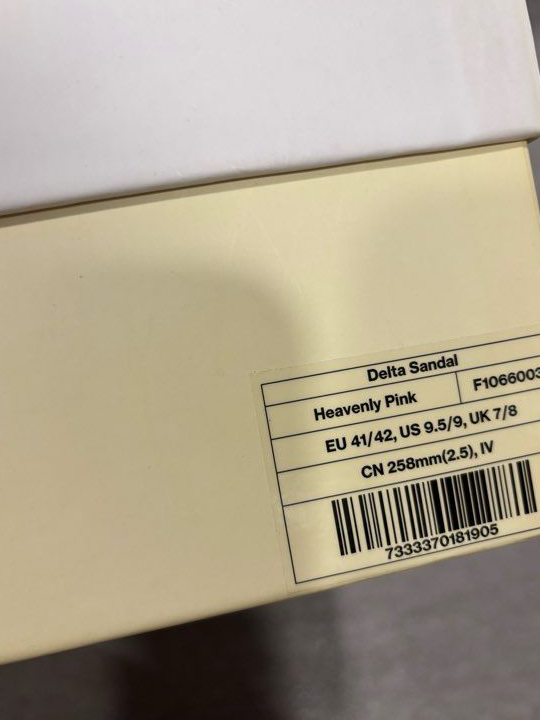 Delta Sandal
Heavenly Pink F1066003
EU 41/42, US 9.5/9, UK 7/8
CN 258mm(2.5), IV
7333370181905